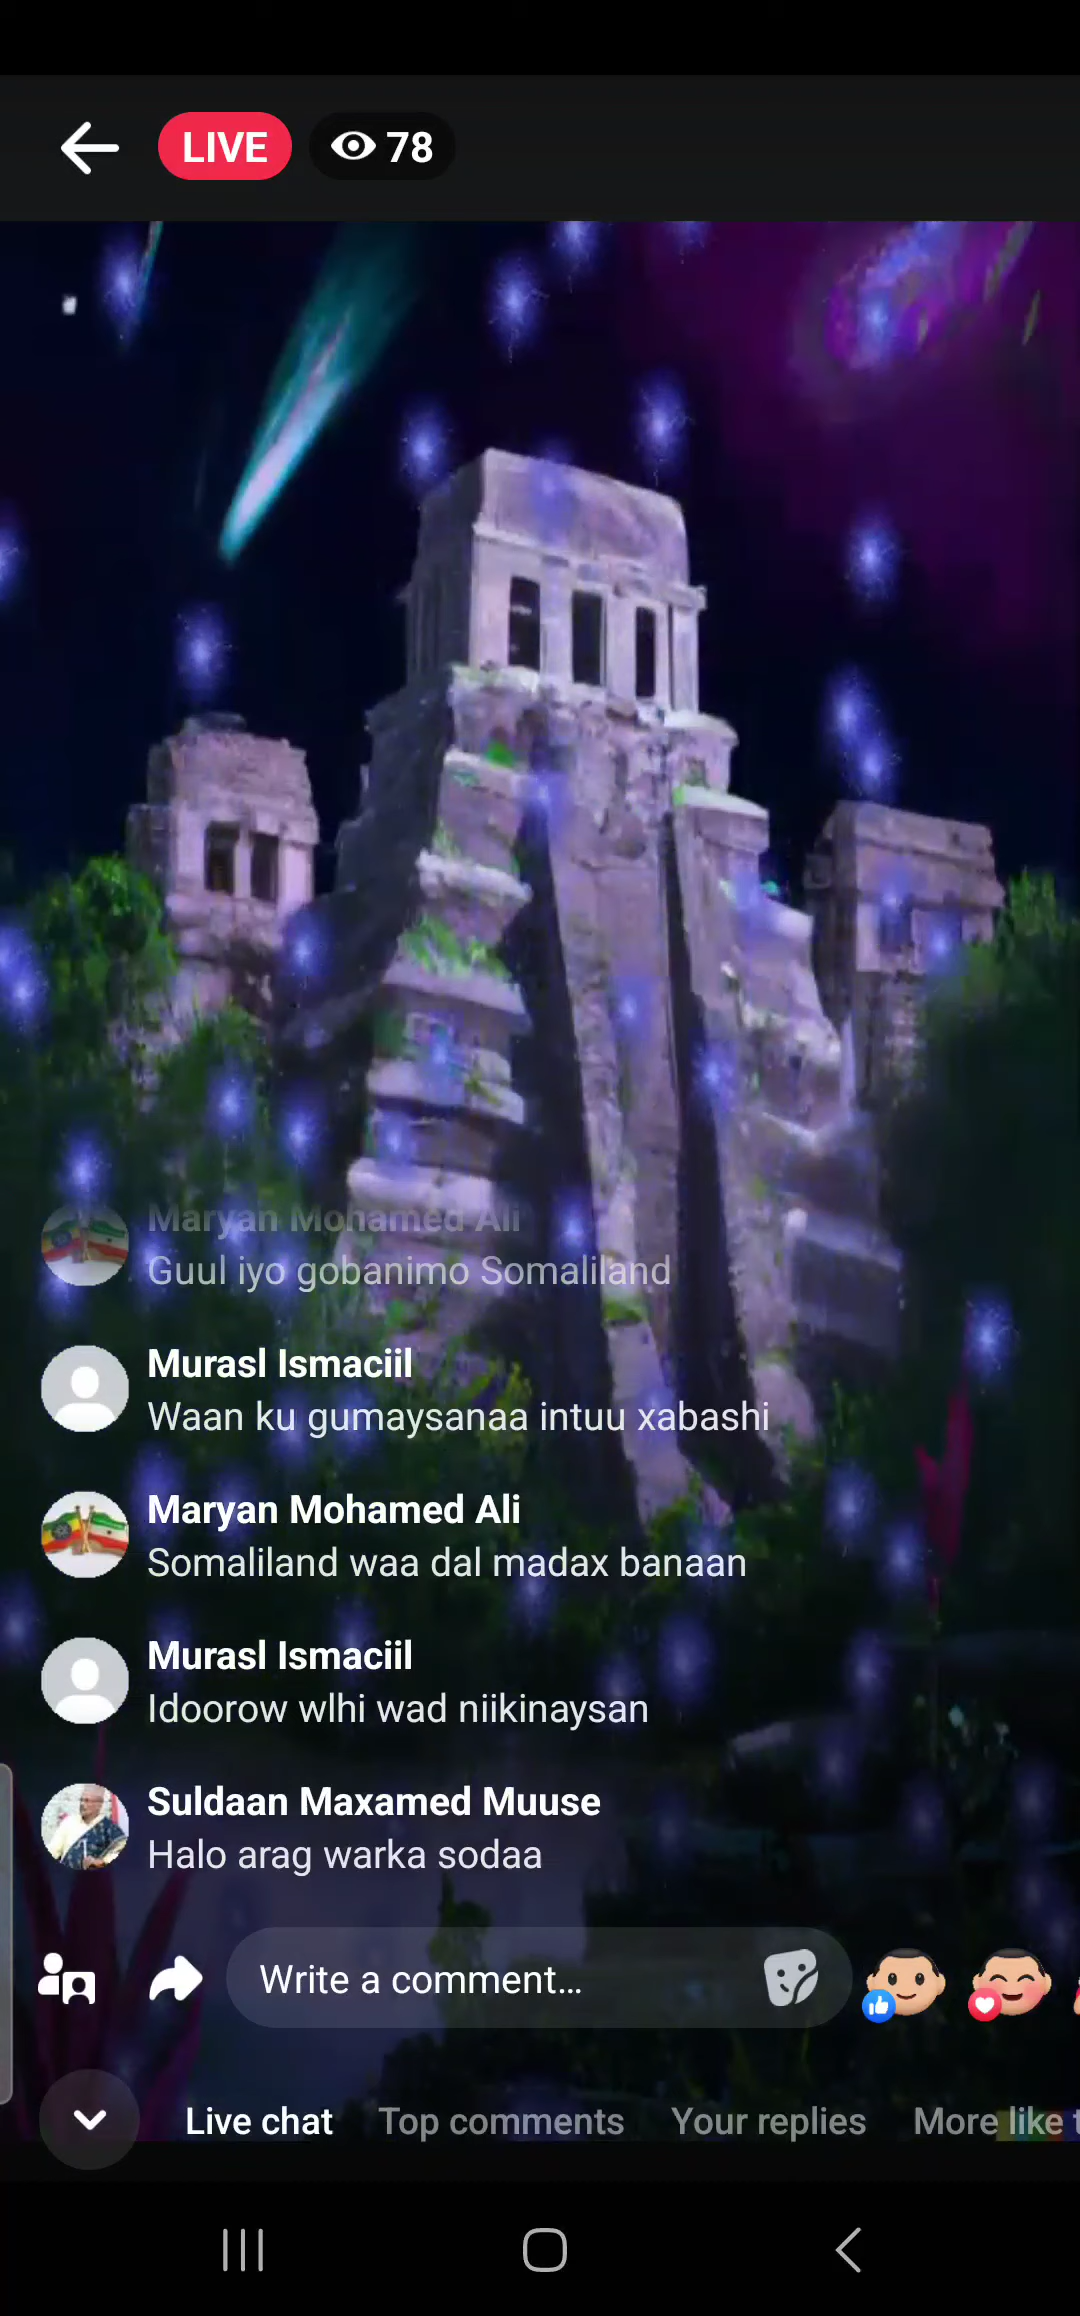 LIVE 78
Maryan Mohamed Ali
Guul iyo gobanimo Somaliland
Murasl Ismaciil
Waan ku gumaysanaa intuu xabashi
Maryan Mohamed Ali
Somaliland waa dal madax banaan
Murasl Ismaciil
Idoorow wlhi wad niikinaysan
Suldaan Maxamed Muuse
Halo arag warka sodaa
Write a comment...
Live chat Top comments Your replies More like